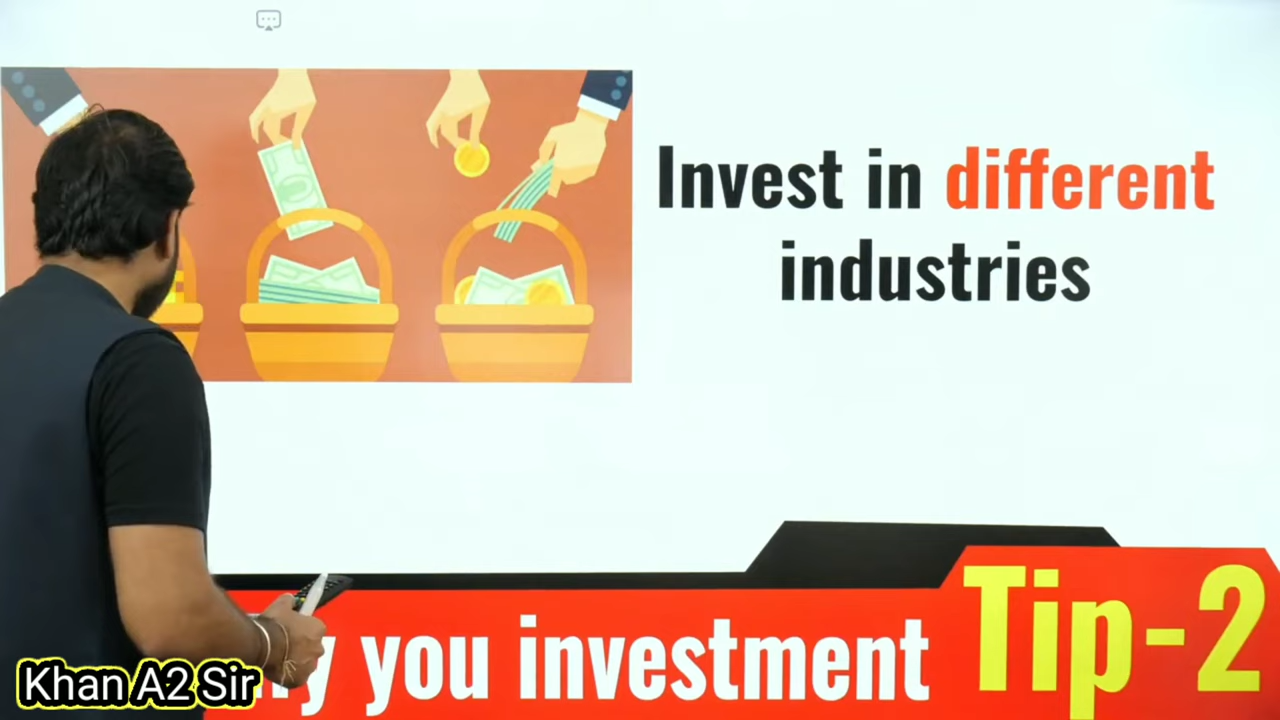 Invest in different
industries
Tip-2
you investment
Khan A2 Sir